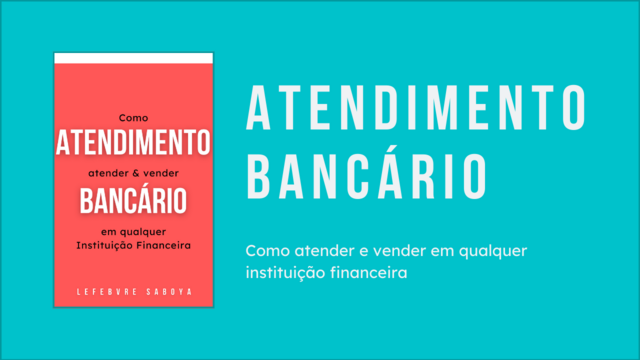 Como
ATENDIMENTO
atender & vender
BANCÁRIO
em qualquer
Instituição Financeira
LEFEBVRE SABOYA
ATENDIMENTO
BANCÁRIO
Como atender e vender em qualquer
instituição financeira